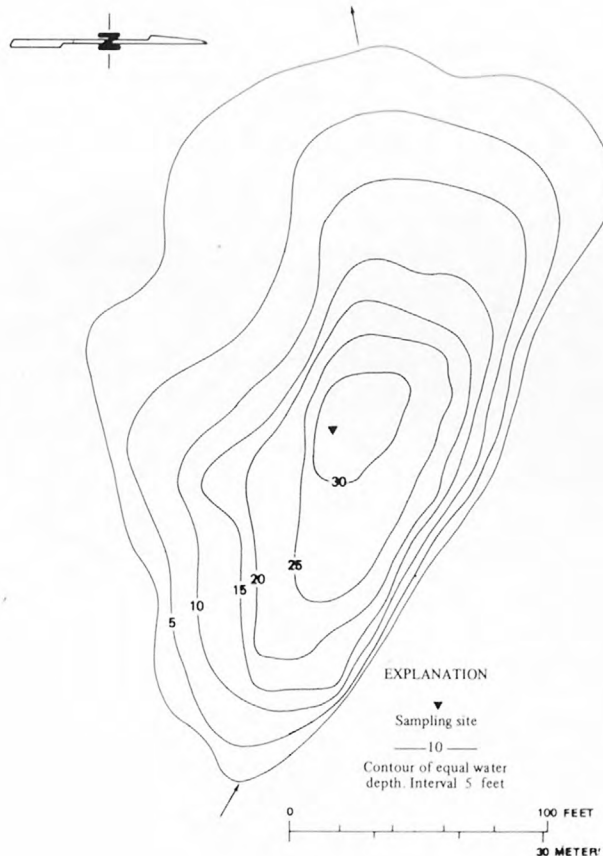 N
30
25
20
15
10
5
EXPLANATION
Sampling site
10
Contour of equal water
depth. Interval 5 feet
0
100 FEET
30 METER'